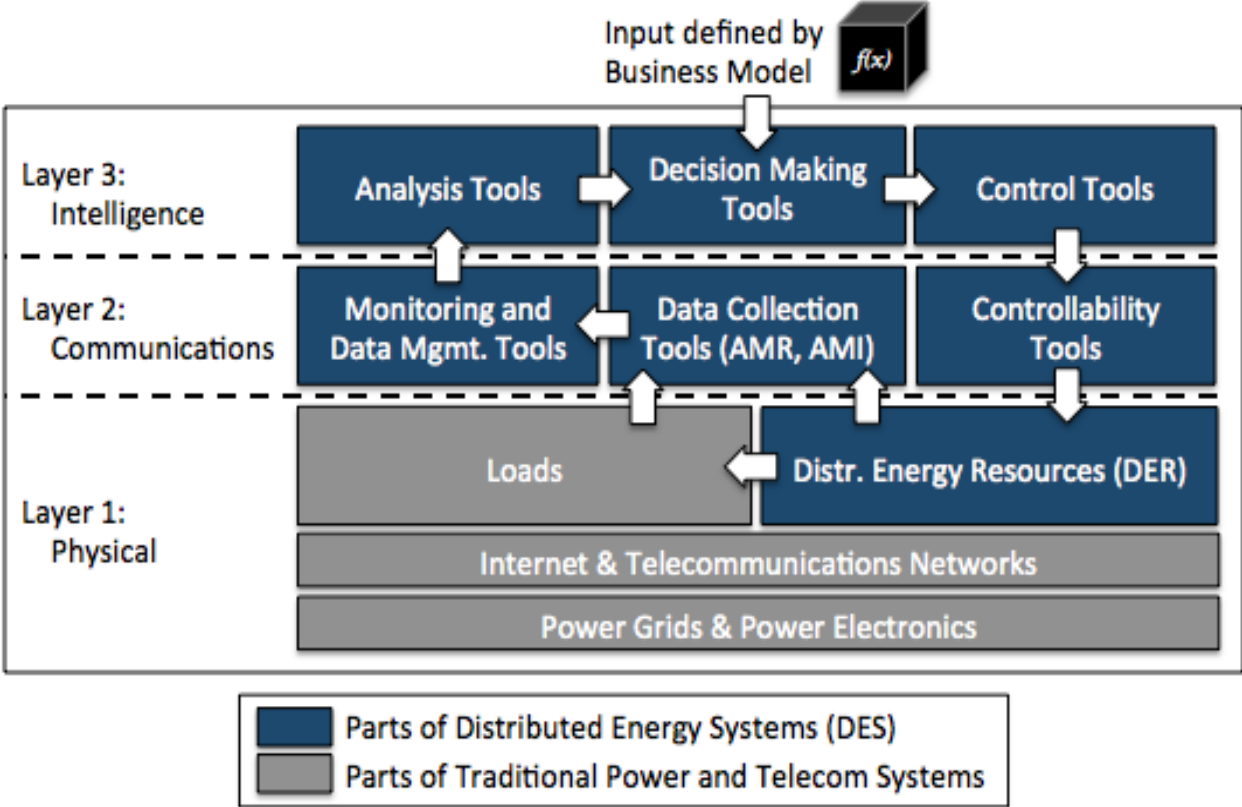 Input defined by
Business Model
f(x)
Layer 3:
Intelligence
Analysis Tools
Decision Making
Tools
Control Tools
Layer 2:
Communications
Monitoring and
Data Mgmt. Tools
Data Collection
Tools (AMR, AMI)
Controllability
Tools
Layer 1:
Physical
Loads
Distr. Energy Resources (DER)
Internet & Telecommunications Networks
Power Grids & Power Electronics
Parts of Distributed Energy Systems (DES)
Parts of Traditional Power and Telecom Systems